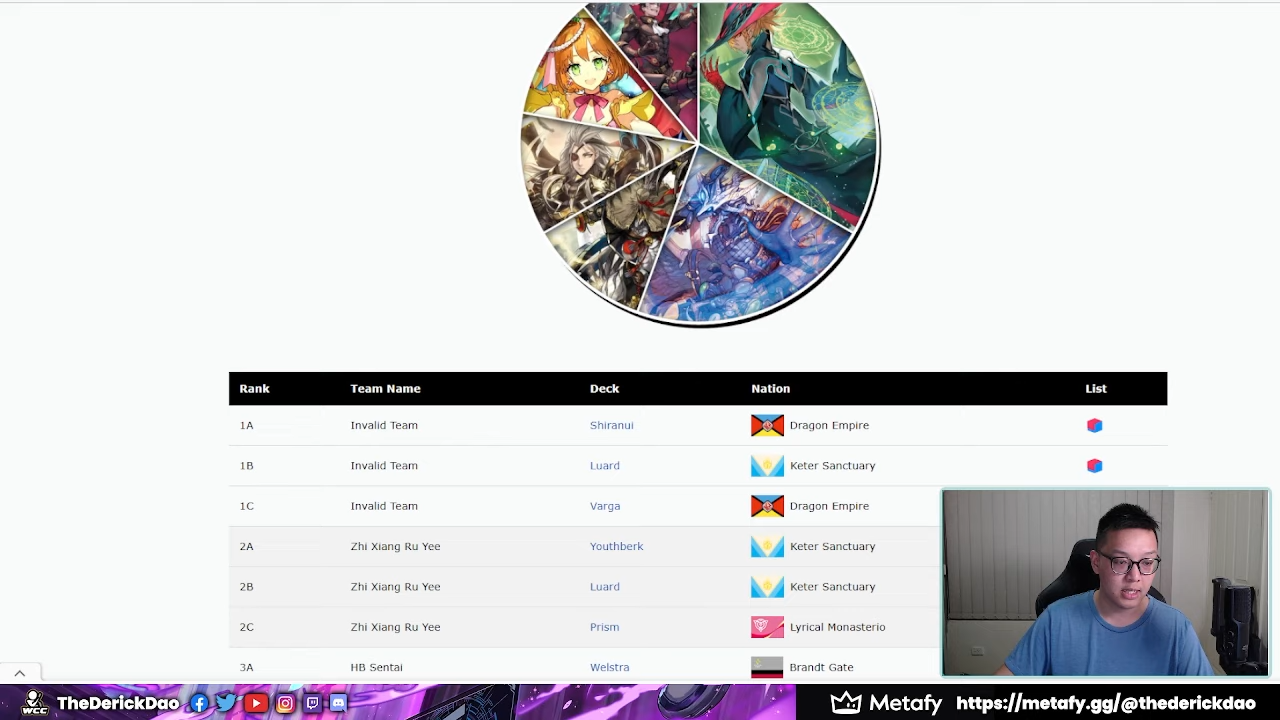 Rank Team Name Deck Nation List
1A Invalid Team Shiranui Dragon Empire
1B Invalid Team Luard Keter Sanctuary
1C Invalid Team Varga Dragon Empire
2A Zhi Xiang Ru Yee Youthberk Keter Sanctuary
2B Zhi Xiang Ru Yee Luard Keter Sanctuary
2C Zhi Xiang Ru Yee Prism Lyrical Monasterio
3A HB Sentai Welstra Brandt Gate
WCC TheDerickDao Metafy https://metafy.gg/@thederickdao